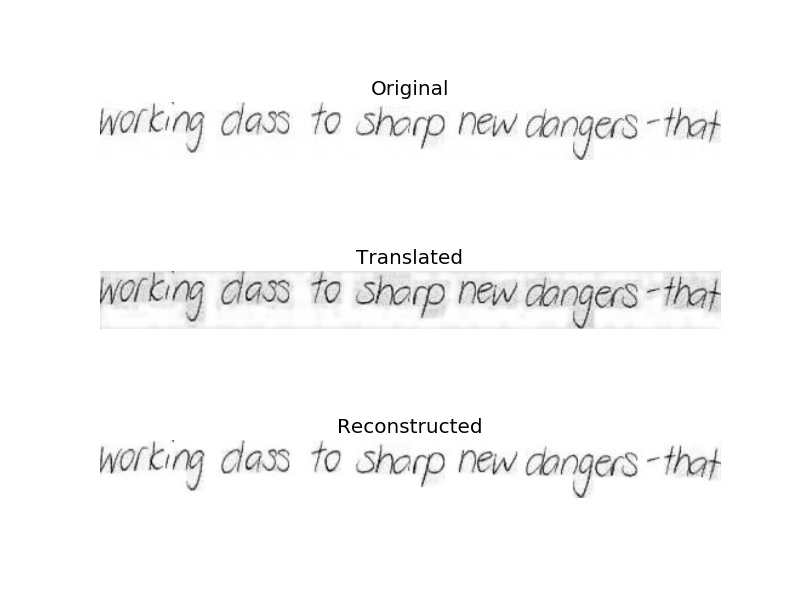 Original
working class to sharp new dangers - that
Translated
working class to sharp new dangers - that
Reconstructed
working class to sharp new dangers - that